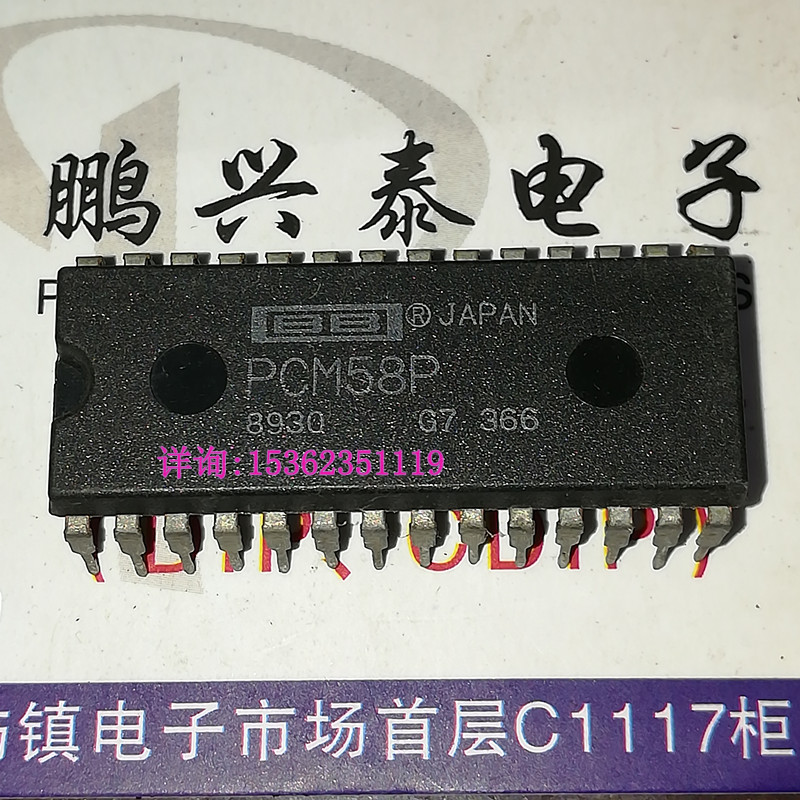 鹏兴泰电子
P
S
BB ® JAPAN
PCM58P
8930 G7 366
详询:15362351119
镇电子市场首层C1117柜